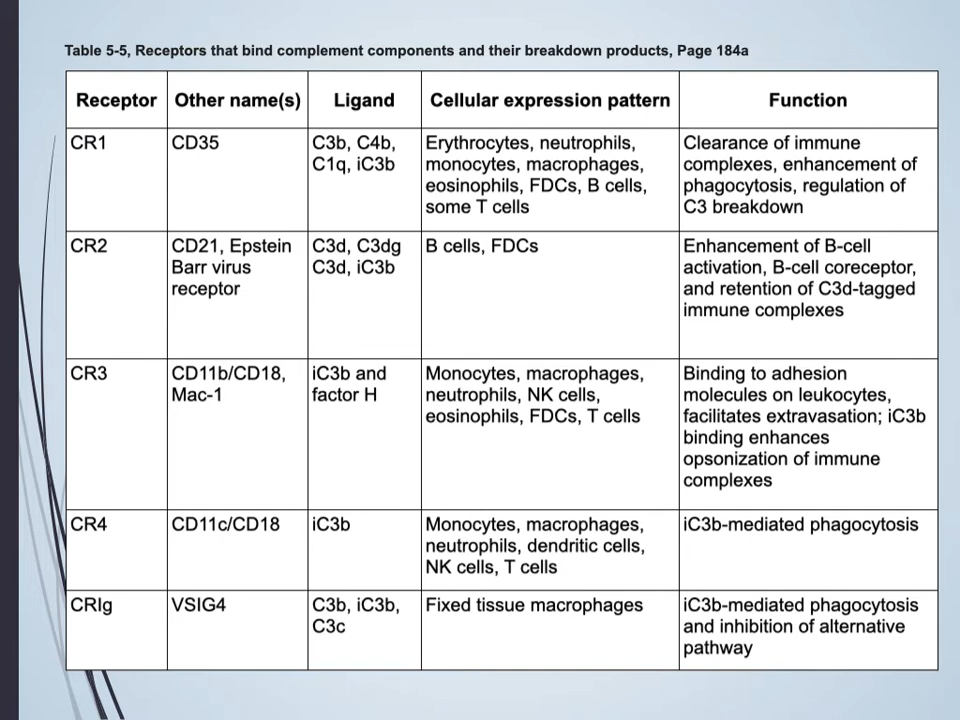 Table 5-5, Receptors that bind complement components and their breakdown products, Page 184a
Receptor
Other name(s)
Ligand
Cellular expression pattern
Function
CR1
CD35
C3b, C4b,
C1q, iC3b
Erythrocytes, neutrophils,
monocytes, macrophages,
eosinophils, FDCs, B cells,
some T cells
Clearance of immune
complexes, enhancement of
phagocytosis, regulation of
C3 breakdown
CR2
CD21, Epstein
Barr virus
receptor
C3d, C3dg
C3d, iC3b
B cells, FDCs
Enhancement of B-cell
activation, B-cell coreceptor,
and retention of C3d-tagged
immune complexes
CR3
CD11b/CD18,
Mac-1
iC3b and
factor H
Monocytes, macrophages,
neutrophils, NK cells,
eosinophils, FDCs, T cells
Binding to adhesion
molecules on leukocytes,
facilitates extravasation; iC3b
binding enhances
opsonization of immune
complexes
CR4
CD11c/CD18
iC3b
Monocytes, macrophages,
neutrophils, dendritic cells,
NK cells, T cells
iC3b-mediated phagocytosis
CRIg
VSIG4
C3b, iC3b,
C3c
Fixed tissue macrophages
iC3b-mediated phagocytosis
and inhibition of alternative
pathway